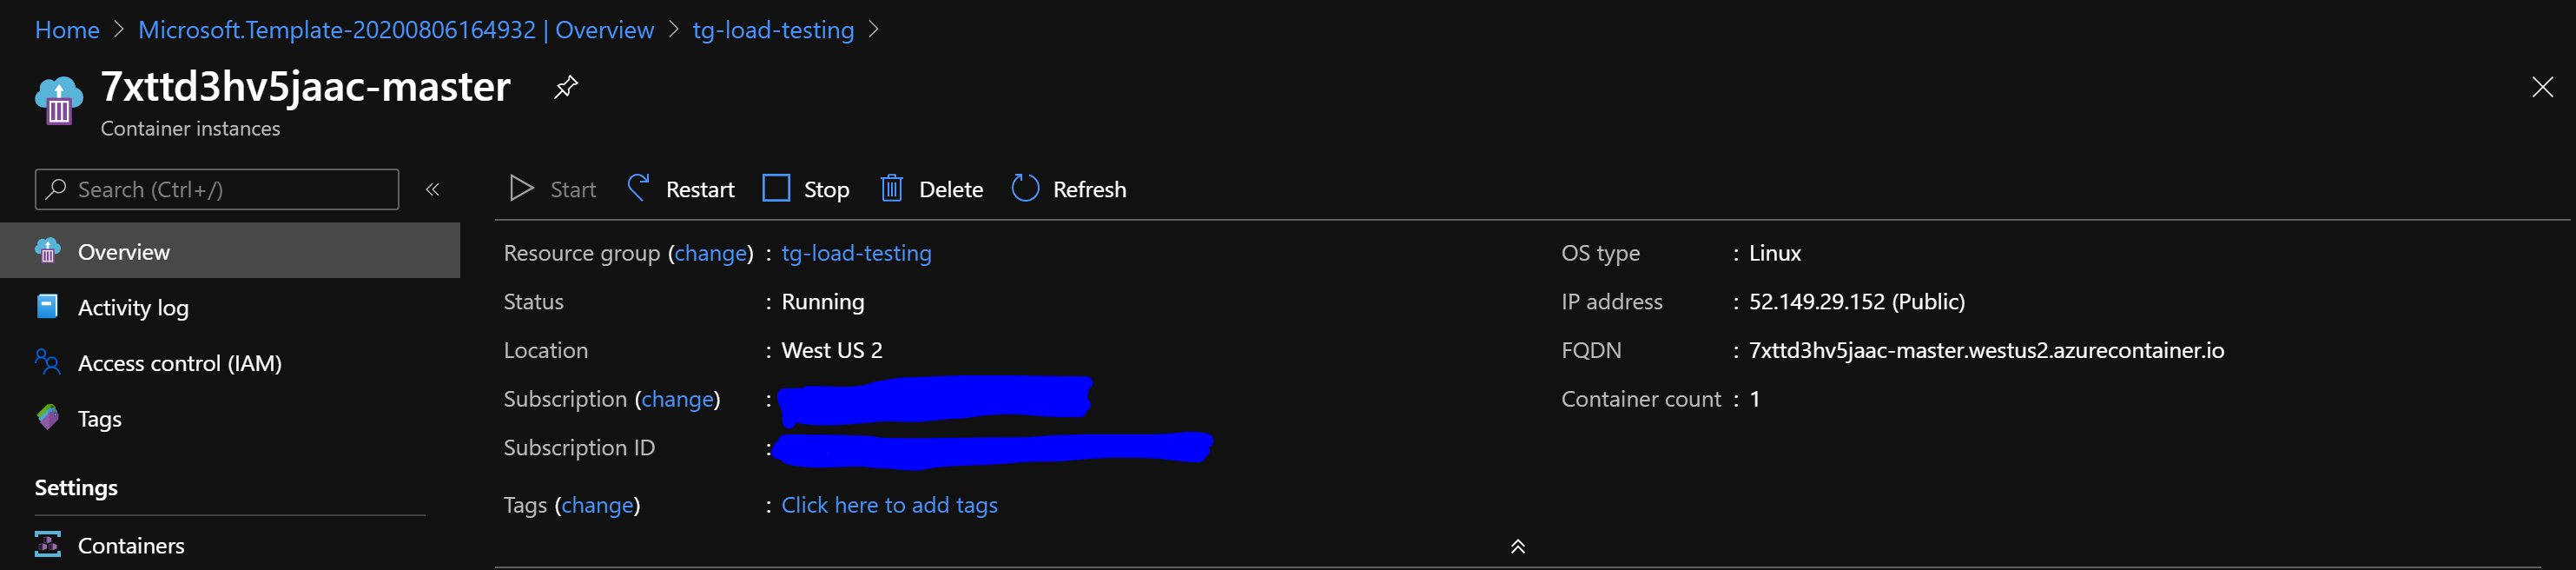 Home > Microsoft.Template-20200806164932 | Overview > tg-load-testing >
7xttd3hv5jaac-master
Container instances
Search (Ctrl+/)
«
Start
Restart
Stop
Delete
Refresh
Overview
Activity log
Access control (IAM)
Tags
Settings
Containers
Resource group (change) : tg-load-testing
Status : Running
Location : West US 2
Subscription (change) :
Subscription ID :
Tags (change) : Click here to add tags
OS type : Linux
IP address : 52.149.29.152 (Public)
FQDN : 7xttd3hv5jaac-master.westus2.azurecontainer.io
Container count : 1